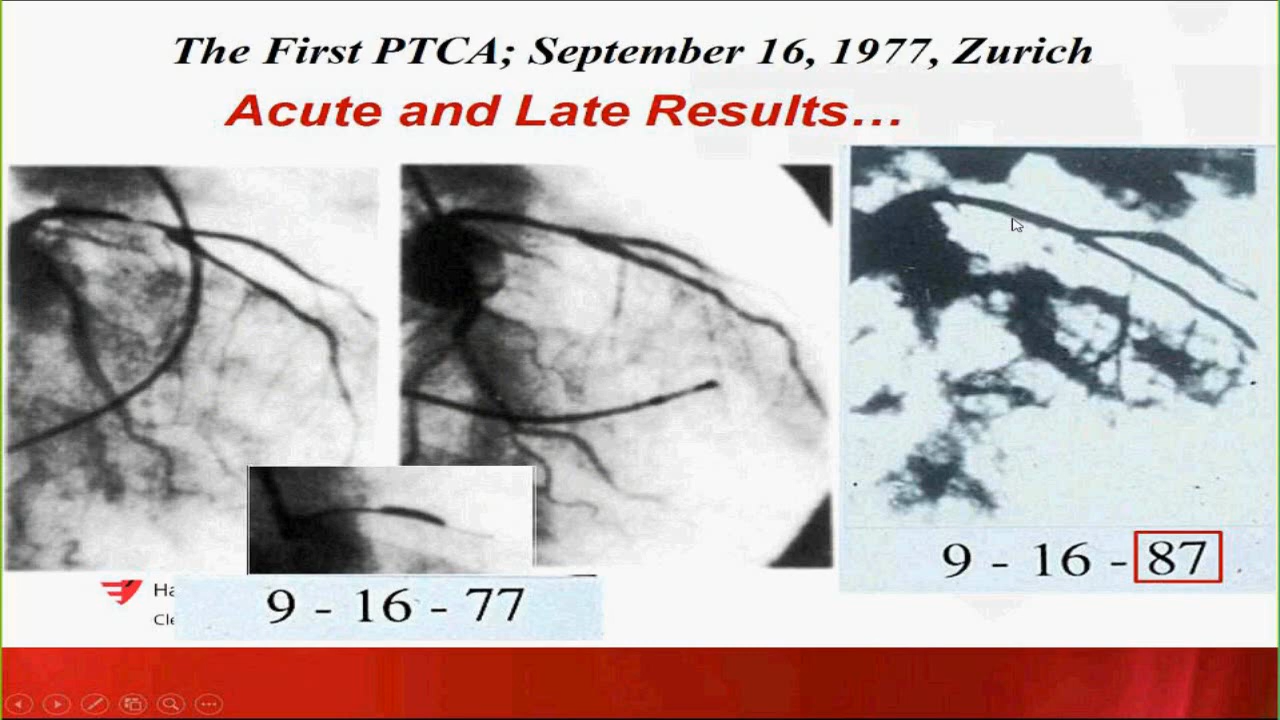 The First PTCA; September 16, 1977, Zurich
Acute and Late Results...
9 - 16 - 87
9 - 16 - 77